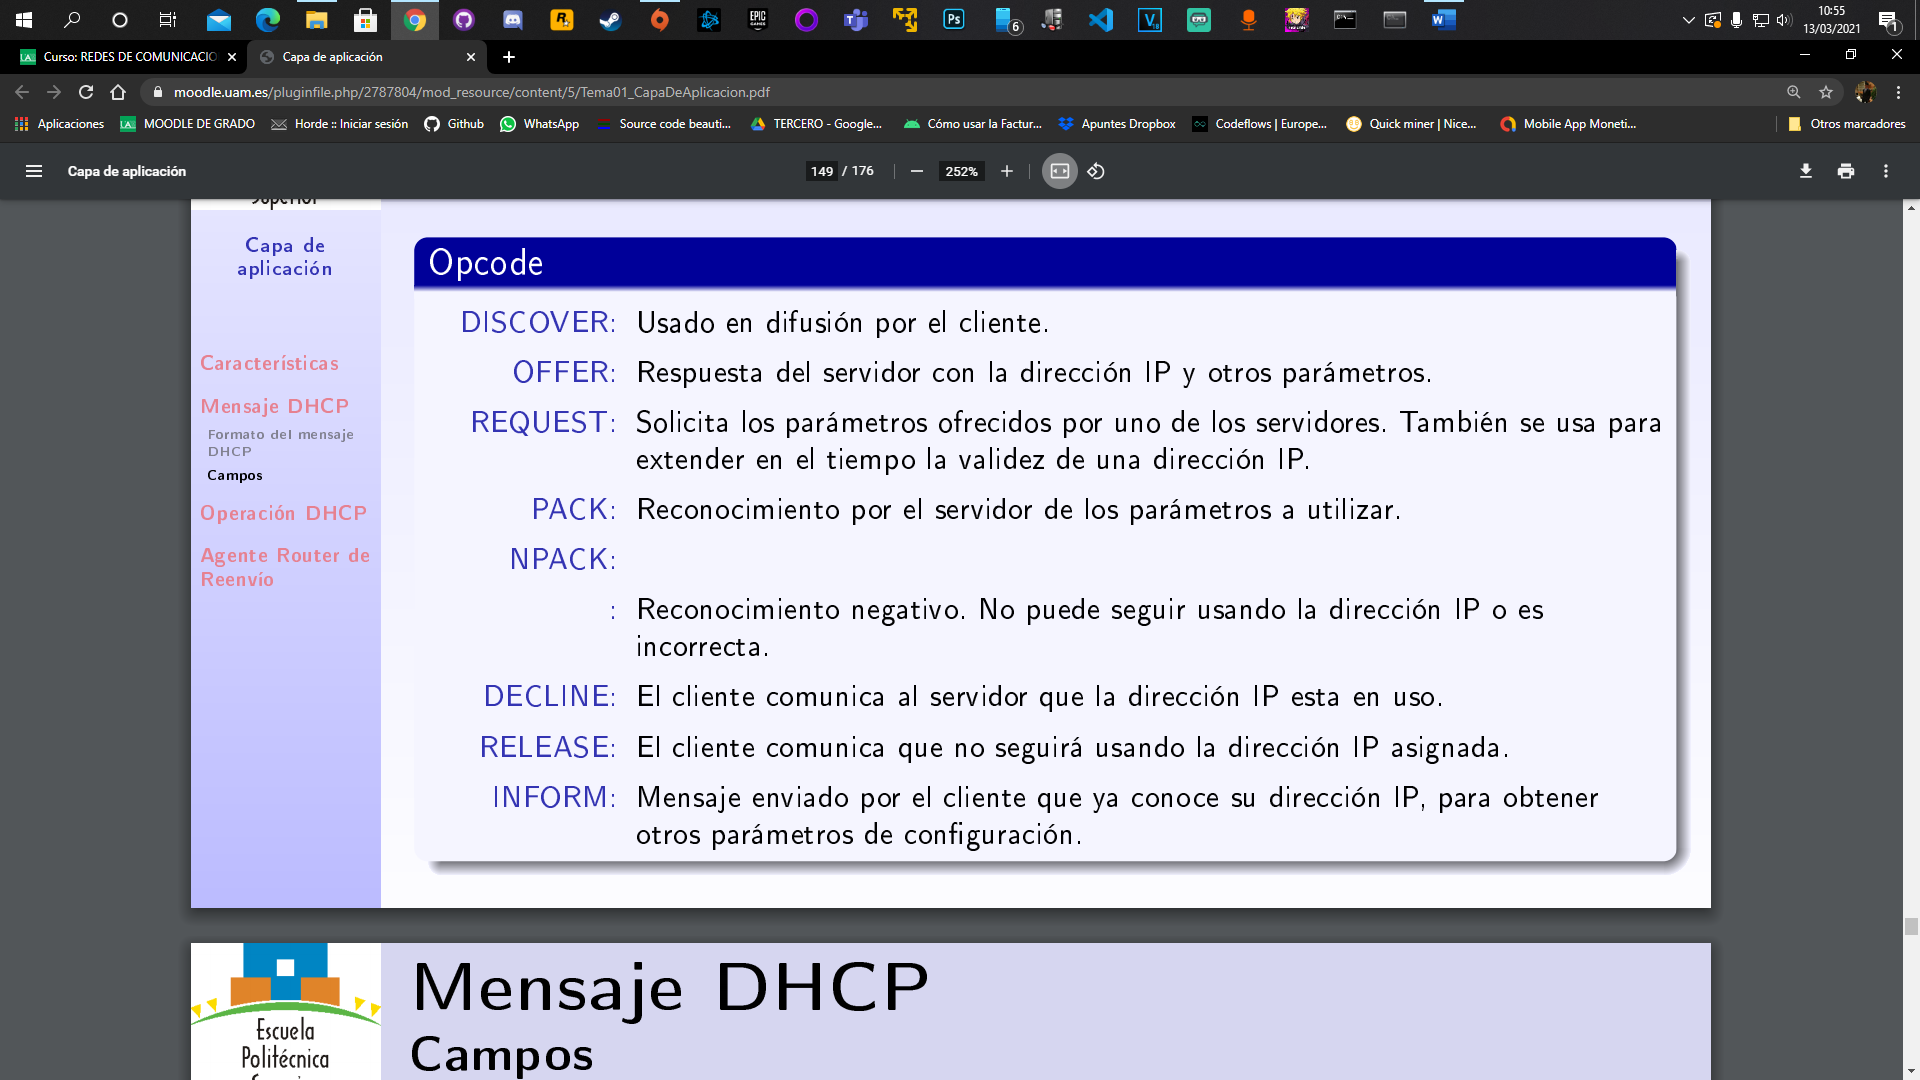 10:55
13/03/2021
6
1
Curso: REDES DE COMUNICACIO
Capa de aplicación
moodle.uam.es/pluginfile.php/2787804/mod_resource/content/5/Tema01_CapaDeAplicacion.pdf
Aplicaciones
MOODLE DE GRADO
Horde :: Iniciar sesión
Github
WhatsApp
Source code beauti...
TERCERO - Google...
Cómo usar la Factur...
Apuntes Dropbox
Codeflows | Europe...
Quick miner | Nice...
Mobile App Moneti...
Otros marcadores
Capa de aplicación
149 / 176
252%
Superior
Capa de
aplicación
Características
Mensaje DHCP
Formato del mensaje
DHCP
Campos
Operación DHCP
Agente Router de
Reenvío
Opcode
DISCOVER: Usado en difusión por el cliente.
OFFER: Respuesta del servidor con la dirección IP y otros parámetros.
REQUEST: Solicita los parámetros ofrecidos por uno de los servidores. También se usa para
extender en el tiempo la validez de una dirección IP.
PACK: Reconocimiento por el servidor de los parámetros a utilizar.
NPACK:
: Reconocimiento negativo. No puede seguir usando la dirección IP o es
incorrecta.
DECLINE: El cliente comunica al servidor que la dirección IP esta en uso.
RELEASE: El cliente comunica que no seguirá usando la dirección IP asignada.
INFORM: Mensaje enviado por el cliente que ya conoce su dirección IP, para obtener
otros parámetros de configuración.
Escuela
Politécnica
Mensaje DHCP
Campos